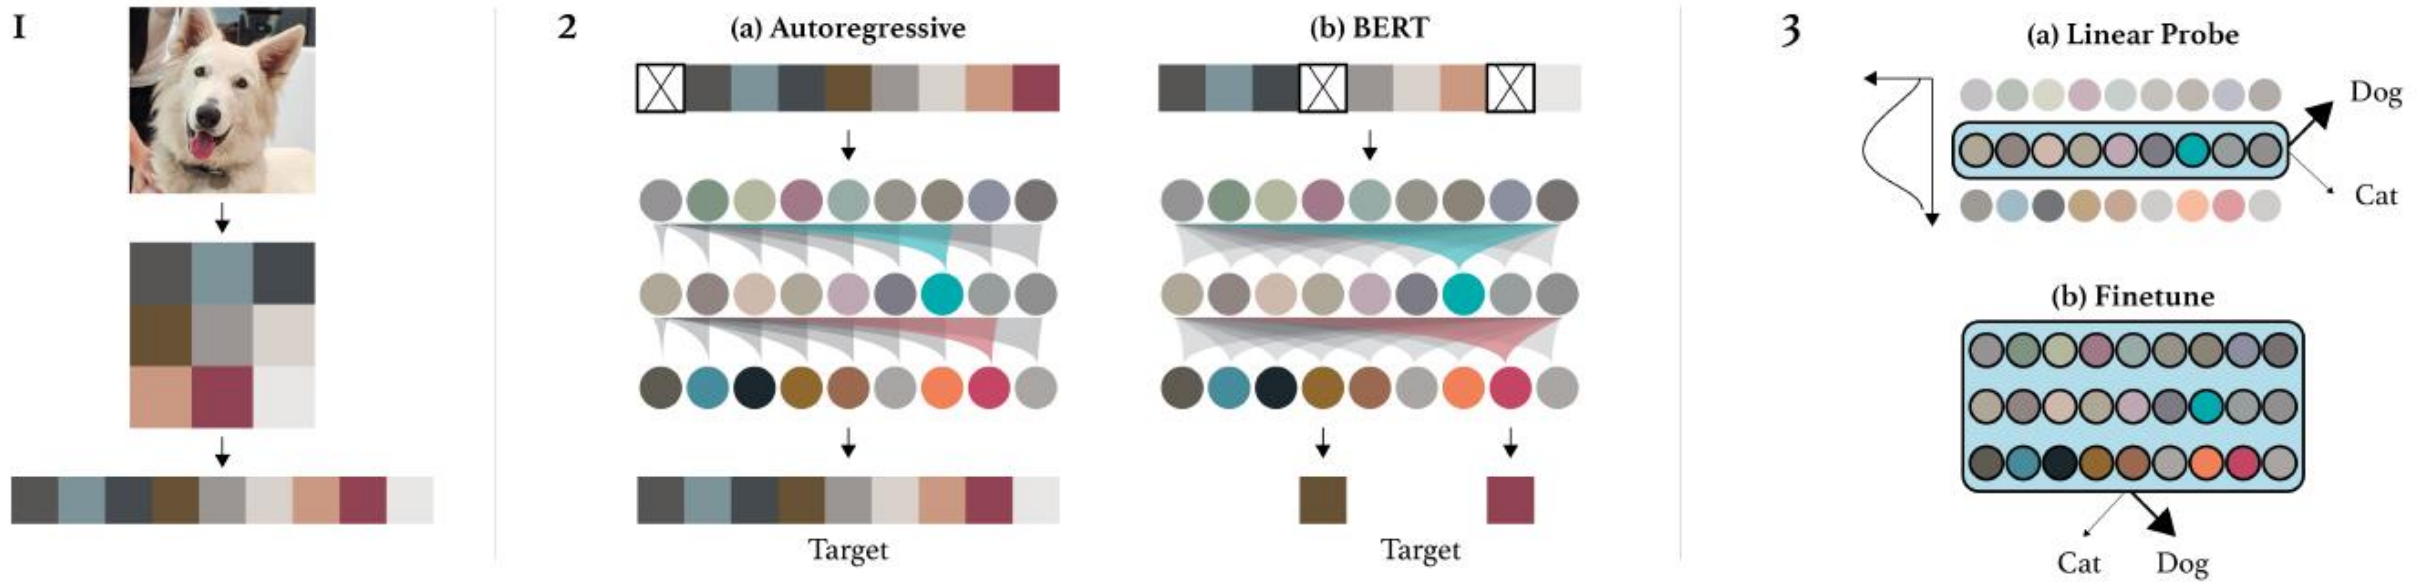 1
2
(a) Autoregressive
Target
(b) BERT
Target
3
(a) Linear Probe
Dog
Cat
(b) Finetune
Cat Dog